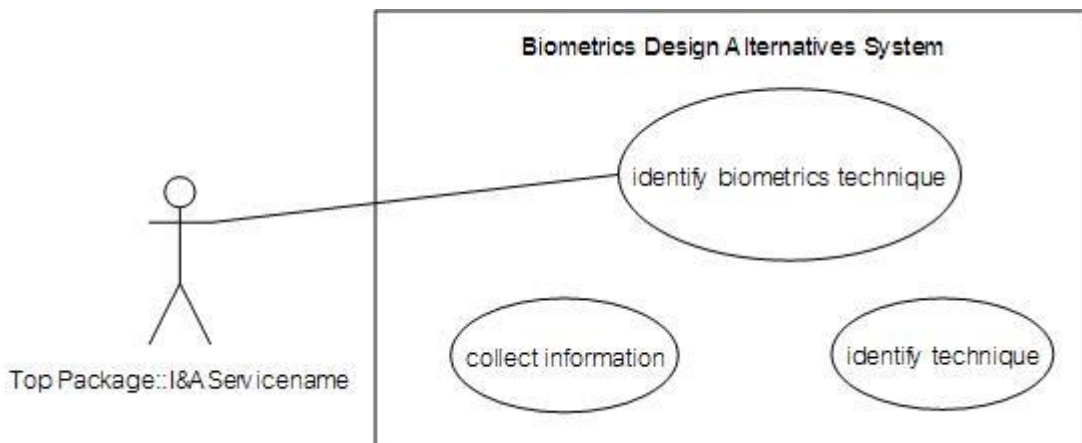 Biometrics Design Alternatives System
identify biometrics technique
collect information
identify technique
Top Package::I&A Servicename